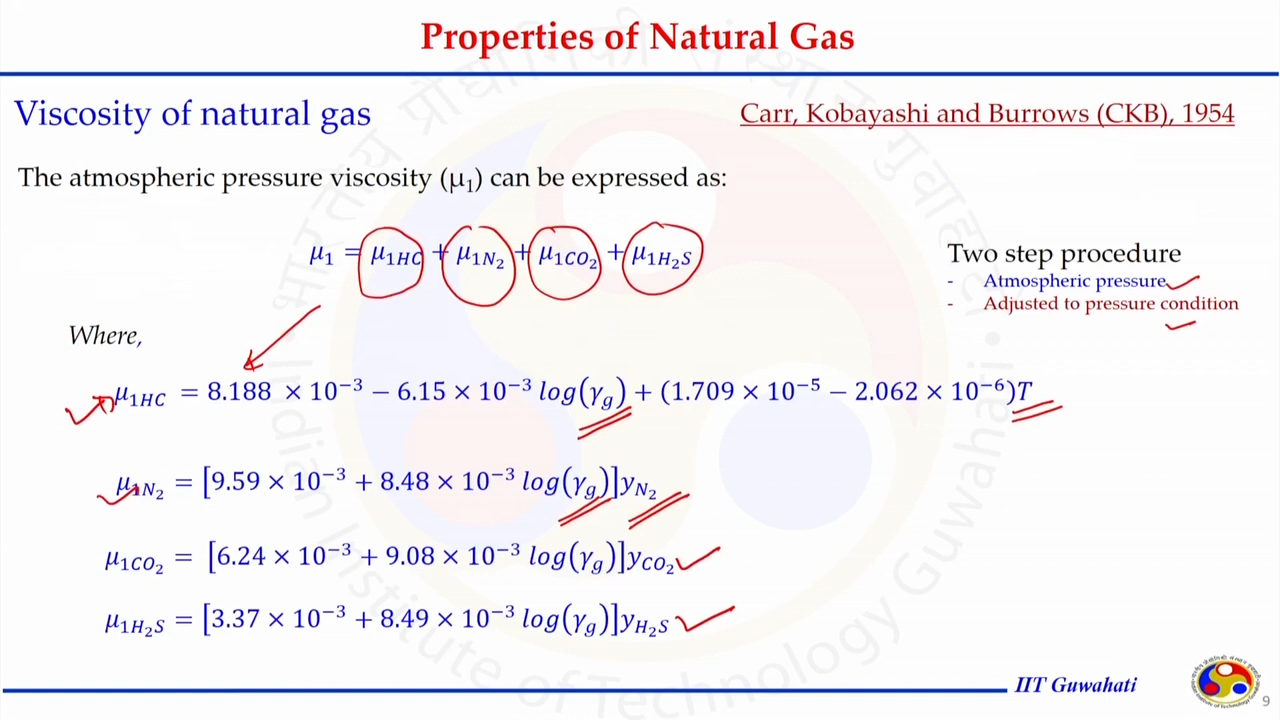 Properties of Natural Gas
Viscosity of natural gas
Carr, Kobayashi and Burrows (CKB), 1954
The atmospheric pressure viscosity (μ₁) can be expressed as:
μ₁ = μ₁HC + μ₁N₂ + μ₁CO₂ + μ₁H₂S
Two step procedure
- Atmospheric pressure
- Adjusted to pressure condition
Where,
μ₁HC = 8.188 × 10⁻³ − 6.15 × 10⁻³ log(γg) + (1.709 × 10⁻⁵ − 2.062 × 10⁻⁶)T
μ₁N₂ = [9.59 × 10⁻³ + 8.48 × 10⁻³ log(γg)]yN₂
μ₁CO₂ = [6.24 × 10⁻³ + 9.08 × 10⁻³ log(γg)]yCO₂
μ₁H₂S = [3.37 × 10⁻³ + 8.49 × 10⁻³ log(γg)]yH₂S
Indian Institute of Technology Guwahati
IIT Guwahati
9